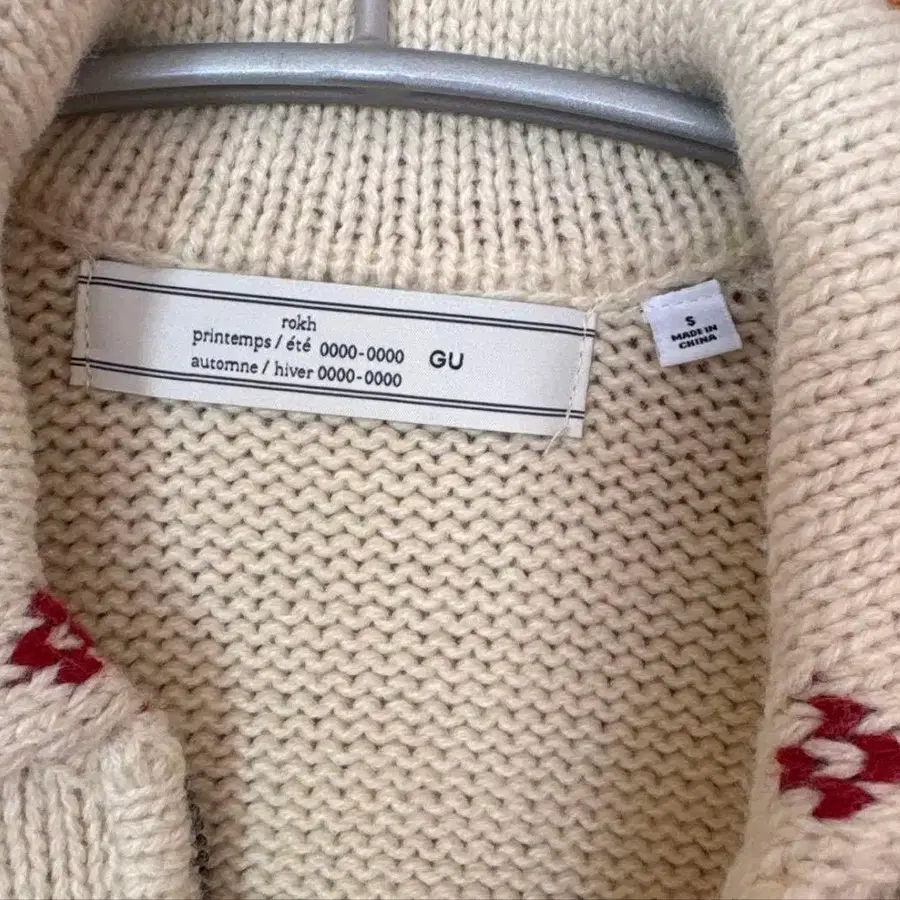 rokh
printemps / été 0000-0000
automne / hiver 0000-0000
GU
S
MADE IN
CHINA